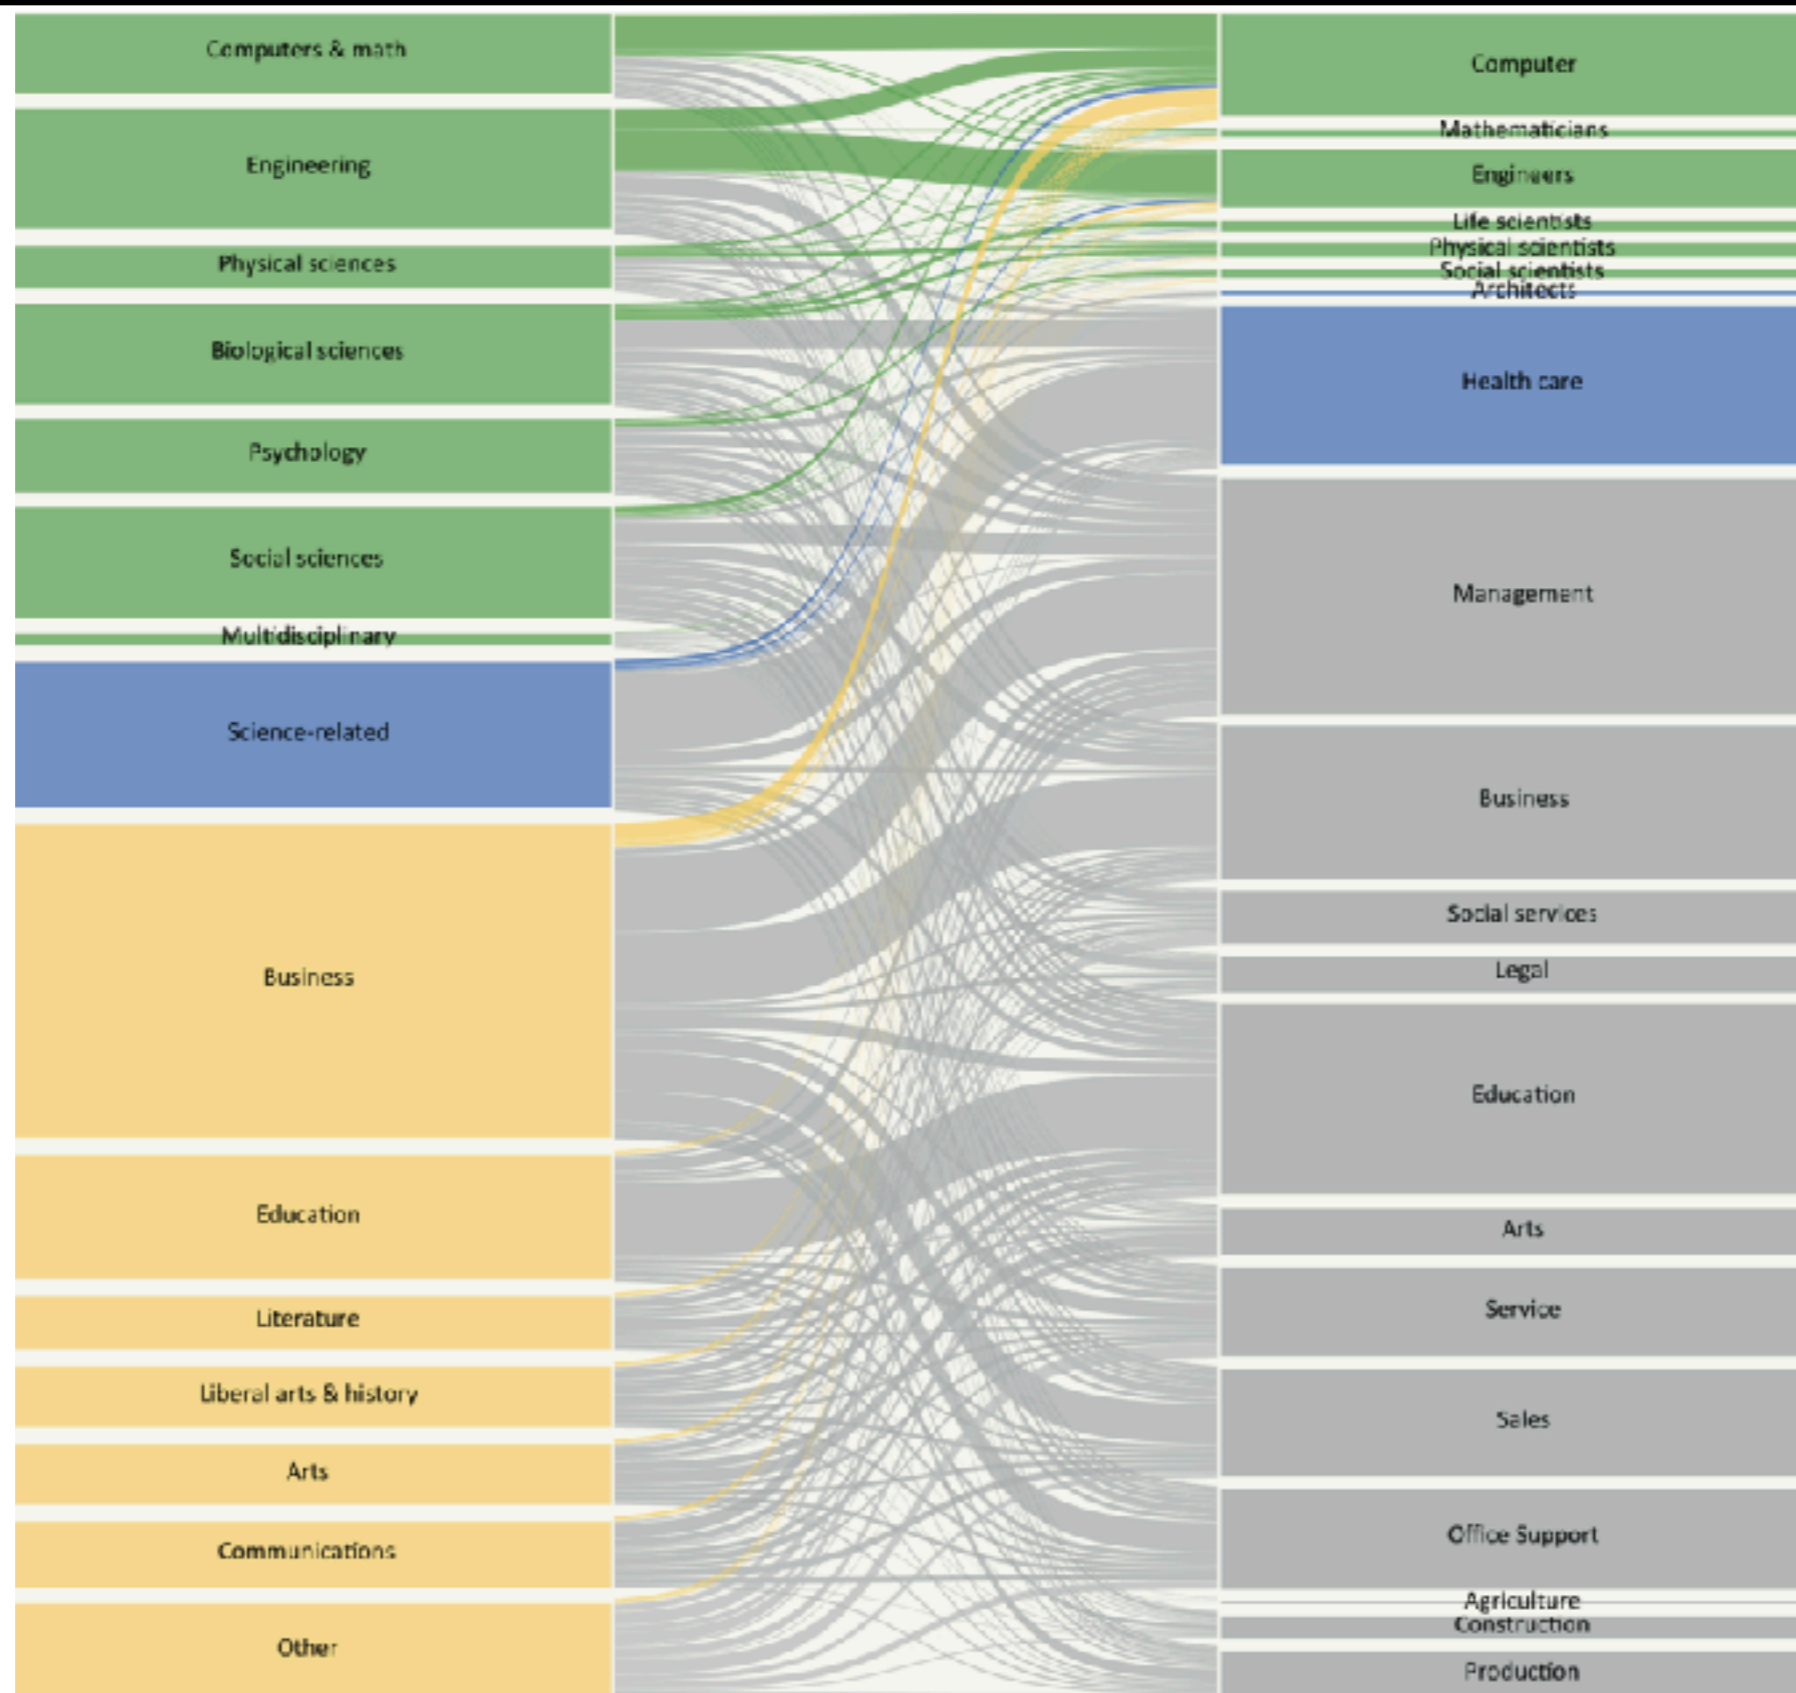 Computers & math
Engineering
Physical sciences
Biological sciences
Psychology
Social sciences
Multidisciplinary
Science-related
Business
Education
Literature
Liberal arts & history
Arts
Communications
Other
Computer
Mathematicians
Engineers
Life scientists
Physical scientists
Social scientists
Architects
Health care
Management
Business
Social services
Legal
Education
Arts
Service
Sales
Office Support
Agriculture
Construction
Production